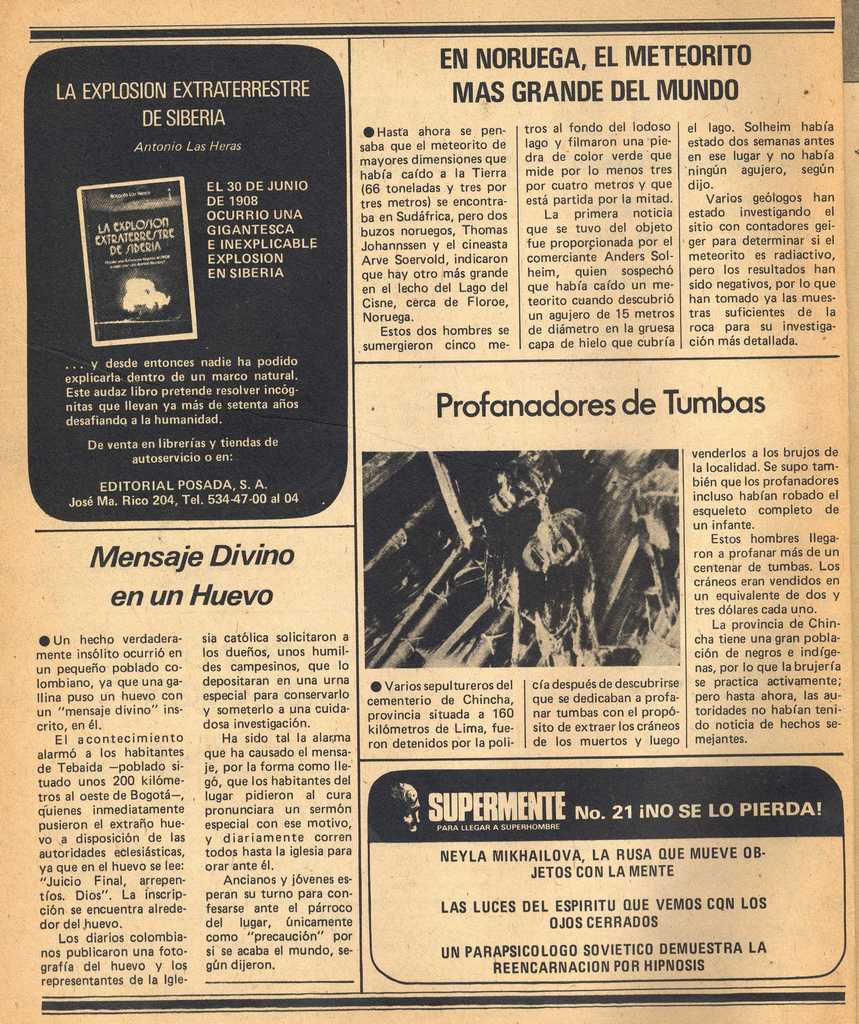 LA EXPLOSION EXTRATERRESTRE
DE SIBERIA
Antonio Las Heras
Antonio Las Heras
LA EXPLOSION
EXTRATERRESTRE
DE SIBERIA
EL 30 DE JUNIO
DE 1908
OCURRIO UNA
GIGANTESCA
E INEXPLICABLE
EXPLOSION
EN SIBERIA
. . . y desde entonces nadie ha podido
explicarla dentro de un marco natural.
Este audaz libro pretende resolver incóg-
nitas que llevan ya más de setenta años
desafiando a la humanidad.
De venta en librerías y tiendas de
autoservicio o en:
EDITORIAL POSADA, S. A.
José Ma. Rico 204, Tel. 534-47-00 al 04
Mensaje Divino
en un Huevo
● Un hecho verdadera-
mente insólito ocurrió en
un pequeño poblado co-
lombiano, ya que una ga-
llina puso un huevo con
un "mensaje divino" ins-
crito, en él.
El acontecimiento
alarmó a los habitantes
de Tebaida —poblado si-
tuado unos 200 kilóme-
tros al oeste de Bogotá—,
quienes inmediatamente
pusieron el extraño hue-
vo a disposición de las
autoridades eclesiásticas,
ya que en el huevo se lee:
"Juicio Final, arrepen-
tíos. Dios". La inscrip-
ción se encuentra alrede-
dor del huevo.
Los diarios colombia-
nos publicaron una foto-
grafía del huevo y los
representantes de la Igle-
sia católica solicitaron a
los dueños, unos humil-
des campesinos, que lo
depositaran en una urna
especial para conservarlo
y someterlo a una cuida-
dosa investigación.
Ha sido tal la alarma
que ha causado el mensa-
je, por la forma como lle-
gó, que los habitantes del
lugar pidieron al cura
pronunciara un sermón
especial con ese motivo,
y diariamente corren
todos hasta la iglesia para
orar ante él.
Ancianos y jóvenes es-
peran su turno para con-
fesarse ante el párroco
del lugar, únicamente
como "precaución" por
si se acaba el mundo, se-
gún dijeron.
EN NORUEGA, EL METEORITO
MAS GRANDE DEL MUNDO
● Hasta ahora se pen-
saba que el meteorito de
mayores dimensiones que
había caído a la Tierra
(66 toneladas y tres por
tres metros) se encontra-
ba en Sudáfrica, pero dos
buzos noruegos, Thomas
Johannssen y el cineasta
Arve Soervold, indicaron
que hay otro más grande
en el lecho del Lago del
Cisne, cerca de Floroe,
Noruega.
Estos dos hombres se
sumergieron cinco me-
tros al fondo del lodoso
lago y filmaron una pie-
dra de color verde que
mide por lo menos tres
por cuatro metros y que
está partida por la mitad.
La primera noticia
que se tuvo del objeto
fue proporcionada por el
comerciante Anders Sol-
heim, quien sospechó
que había caído un me-
teorito cuando descubrió
un agujero de 15 metros
de diámetro en la gruesa
capa de hielo que cubría
el lago. Solheim había
estado dos semanas antes
en ese lugar y no había
ningún agujero, según
dijo.
Varios geólogos han
estado investigando el
sitio con contadores gei-
ger para determinar si el
meteorito es radiactivo,
pero los resultados han
sido negativos, por lo que
han tomado ya las mues-
tras suficientes de la
roca para su investiga-
ción más detallada.
Profanadores de Tumbas
● Varios sepultureros del
cementerio de Chincha,
provincia situada a 160
kilómetros de Lima, fue-
ron detenidos por la poli-
cía después de descubrirse
que se dedicaban a profa-
nar tumbas con el propó-
sito de extraer los cráneos
de los muertos y luego
venderlos a los brujos de
la localidad. Se supo tam-
bién que los profanadores
incluso habían robado el
esqueleto completo de
un infante.
Estos hombres llega-
ron a profanar más de un
centenar de tumbas. Los
cráneos eran vendidos en
un equivalente de dos y
tres dólares cada uno.
La provincia de Chin-
cha tiene una gran pobla-
ción de negros e indíge-
nas, por lo que la brujería
se practica activamente;
pero hasta ahora, las au-
toridades no habían teni-
do noticia de hechos se-
mejantes.
SUPERMENTE No. 21 ¡NO SE LO PIERDA!
PARA LLEGAR A SUPERHOMBRE
NEYLA MIKHAILOVA, LA RUSA QUE MUEVE OB-
JETOS CON LA MENTE
LAS LUCES DEL ESPIRITU QUE VEMOS CON LOS
OJOS CERRADOS
UN PARAPSICOLOGO SOVIETICO DEMUESTRA LA
REENCARNACION POR HIPNOSIS